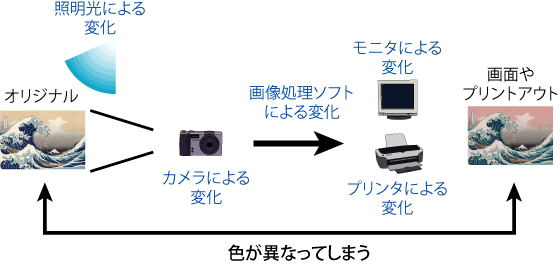 照明光による
変化
オリジナル
カメラによる
変化
画像処理ソフト
による変化
モニタによる
変化
プリンタによる
変化
画面や
プリントアウト
色が異なってしまう